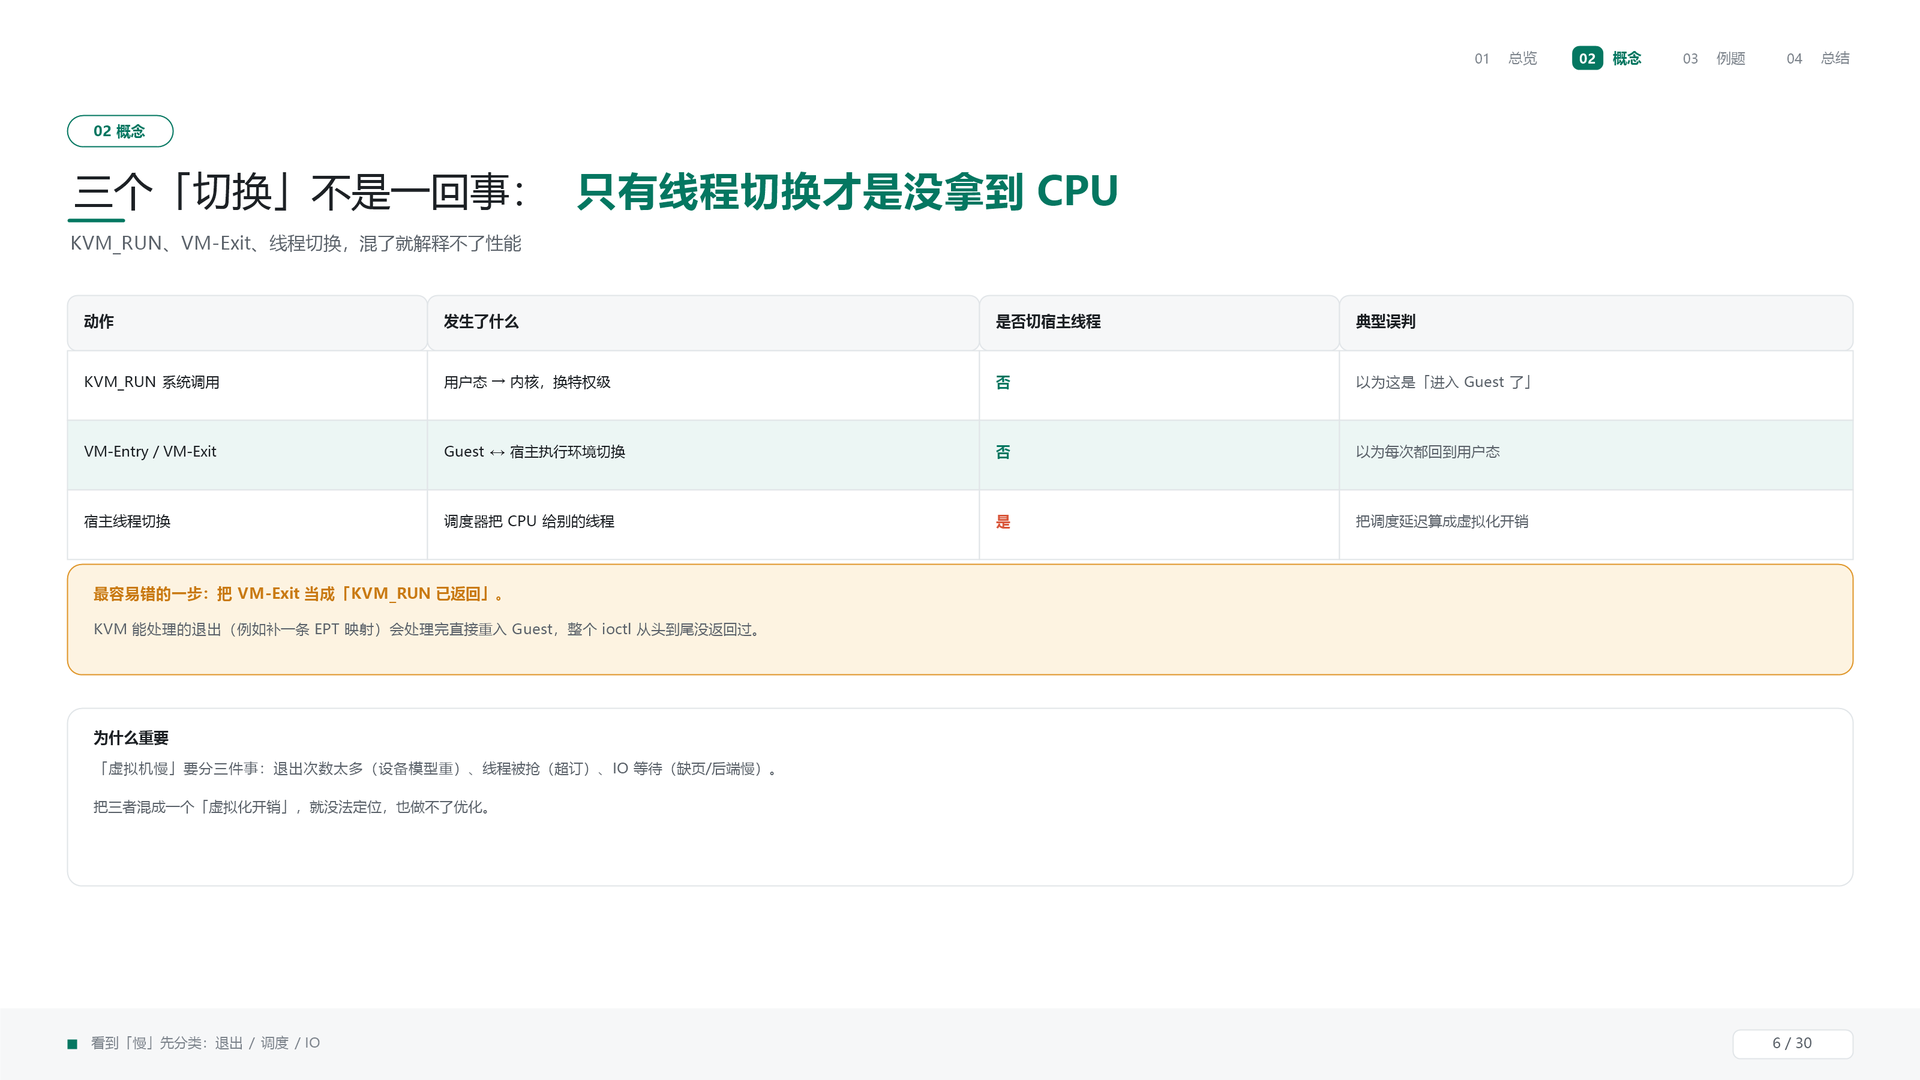 01 总览 02 概念 03 例题 04 总结
02 概念
三个「切换」不是一回事： 只有线程切换才是没拿到 CPU
KVM_RUN、VM-Exit、线程切换，混了就解释不了性能
动作 发生了什么 是否切宿主线程 典型误判
KVM_RUN 系统调用 用户态 → 内核，换特权级 否 以为这是「进入 Guest 了」
VM-Entry / VM-Exit Guest ↔ 宿主执行环境切换 否 以为每次都回到用户态
宿主线程切换 调度器把 CPU 给别的线程 是 把调度延迟算成虚拟化开销
最容易错的一步：把 VM-Exit 当成「KVM_RUN 已返回」。
KVM 能处理的退出（例如补一条 EPT 映射）会处理完直接重入 Guest，整个 ioctl 从头到尾没返回过。
为什么重要
「虚拟机慢」要分三件事：退出次数太多（设备模型重）、线程被抢（超订）、IO 等待（缺页/后端慢）。
把三者混成一个「虚拟化开销」，就没法定位，也做不了优化。
看到「慢」先分类：退出 / 调度 / IO
6 / 30